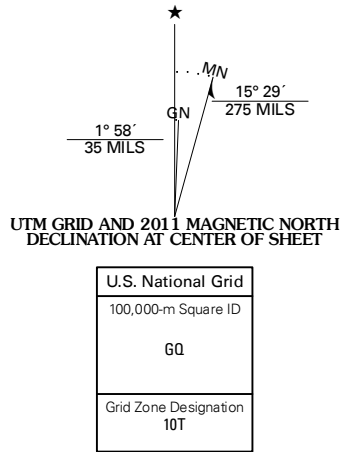 ★
MN
15° 29´
275 MILS
GN
1° 58´
35 MILS
UTM GRID AND 2011 MAGNETIC NORTH
DECLINATION AT CENTER OF SHEET
U.S. National Grid
100,000-m Square ID
GQ
Grid Zone Designation
10T